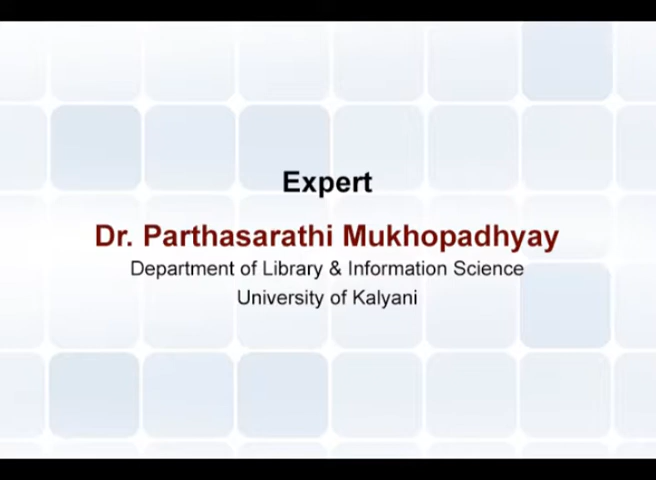 Expert
Dr. Parthasarathi Mukhopadhyay
Department of Library & Information Science
University of Kalyani